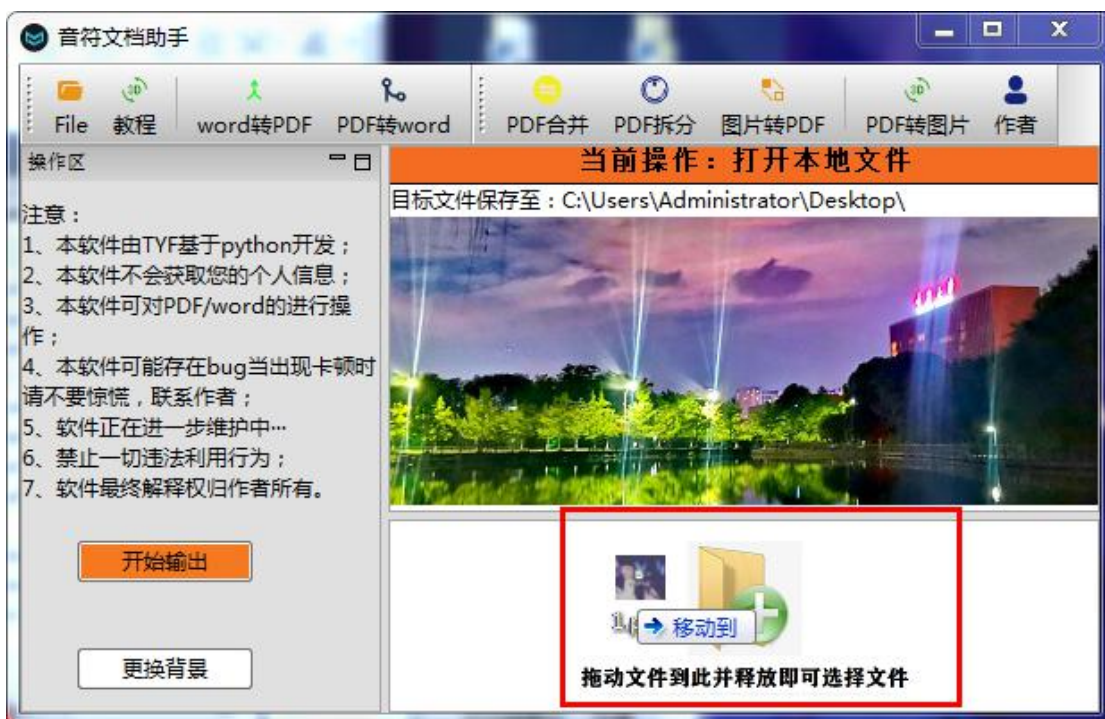 音符文档助手
File 教程 word转PDF PDF转word PDF合并 PDF拆分 图片转PDF PDF转图片 作者
操作区
当前操作：打开本地文件
目标文件保存至：C:\Users\Administrator\Desktop\
注意：
1、本软件由TYF基于python开发；
2、本软件不会获取您的个人信息；
3、本软件可对PDF/word的进行操
作；
4、本软件可能存在bug当出现卡顿时
请不要惊慌，联系作者；
5、软件正在进一步维护中…
6、禁止一切违法利用行为；
7、软件最终解释权归作者所有。
开始输出
更换背景
移动到
拖动文件到此并释放即可选择文件